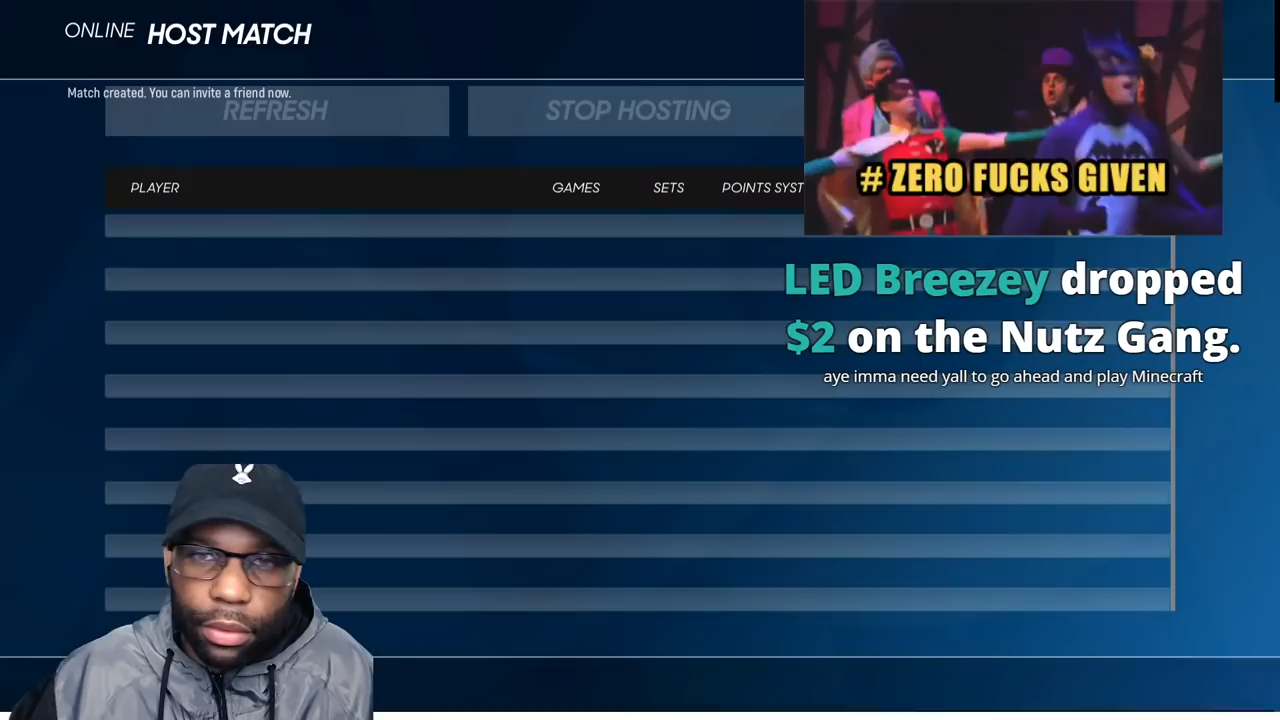 ONLINE HOST MATCH
Match created. You can invite a friend now.
REFRESH
STOP HOSTING
PLAYER
GAMES
SETS
POINTS SYST
# ZERO FUCKS GIVEN
LED Breezey dropped
$2 on the Nutz Gang.
aye imma need yall to go ahead and play Minecraft